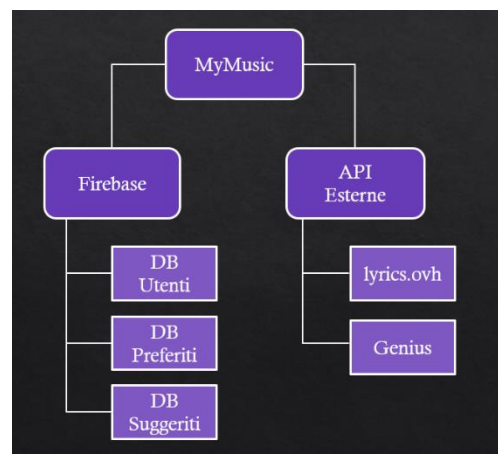 MyMusic
Firebase
DB
Utenti
DB
Preferiti
DB
Suggeriti
API
Esterne
lyrics.ovh
Genius